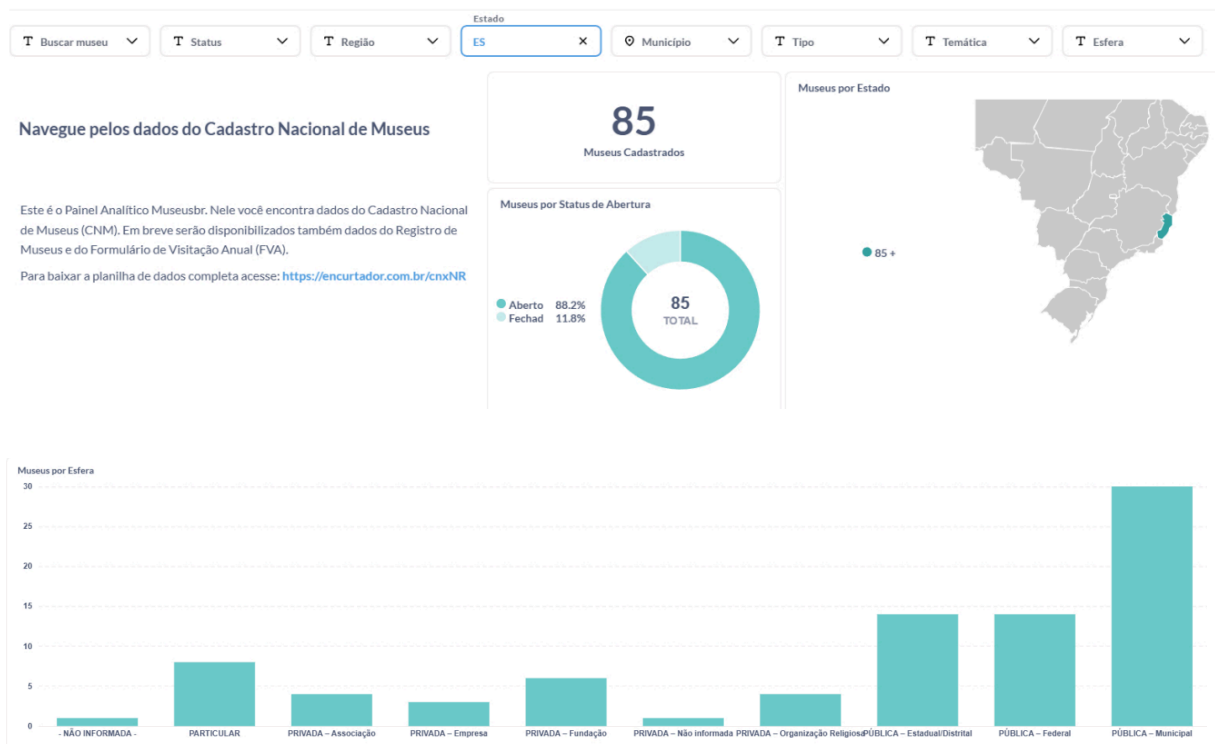 Estado
Buscar museu
Status
Região
ES
Município
Tipo
Temática
Esfera
Navegue pelos dados do Cadastro Nacional de Museus
Este é o Painel Analítico Museusbr. Nele você encontra dados do Cadastro Nacional
de Museus (CNM). Em breve serão disponibilizados também dados do Registro de
Museus e do Formulário de Visitação Anual (FVA).
Para baixar a planilha de dados completa acesse: https://encurtador.com.br/cnxNR
85
Museus Cadastrados
Museus por Status de Abertura
Aberto 88.2%
Fechad 11.8%
85
TOTAL
Museus por Estado
85 +
Museus por Esfera
30
25
20
15
10
5
0
- NÃO INFORMADA -
PARTICULAR
PRIVADA – Associação
PRIVADA – Empresa
PRIVADA – Fundação
PRIVADA – Não informada
PRIVADA – Organização Religiosa
PÚBLICA – Estadual/Distrital
PÚBLICA – Federal
PÚBLICA – Municipal